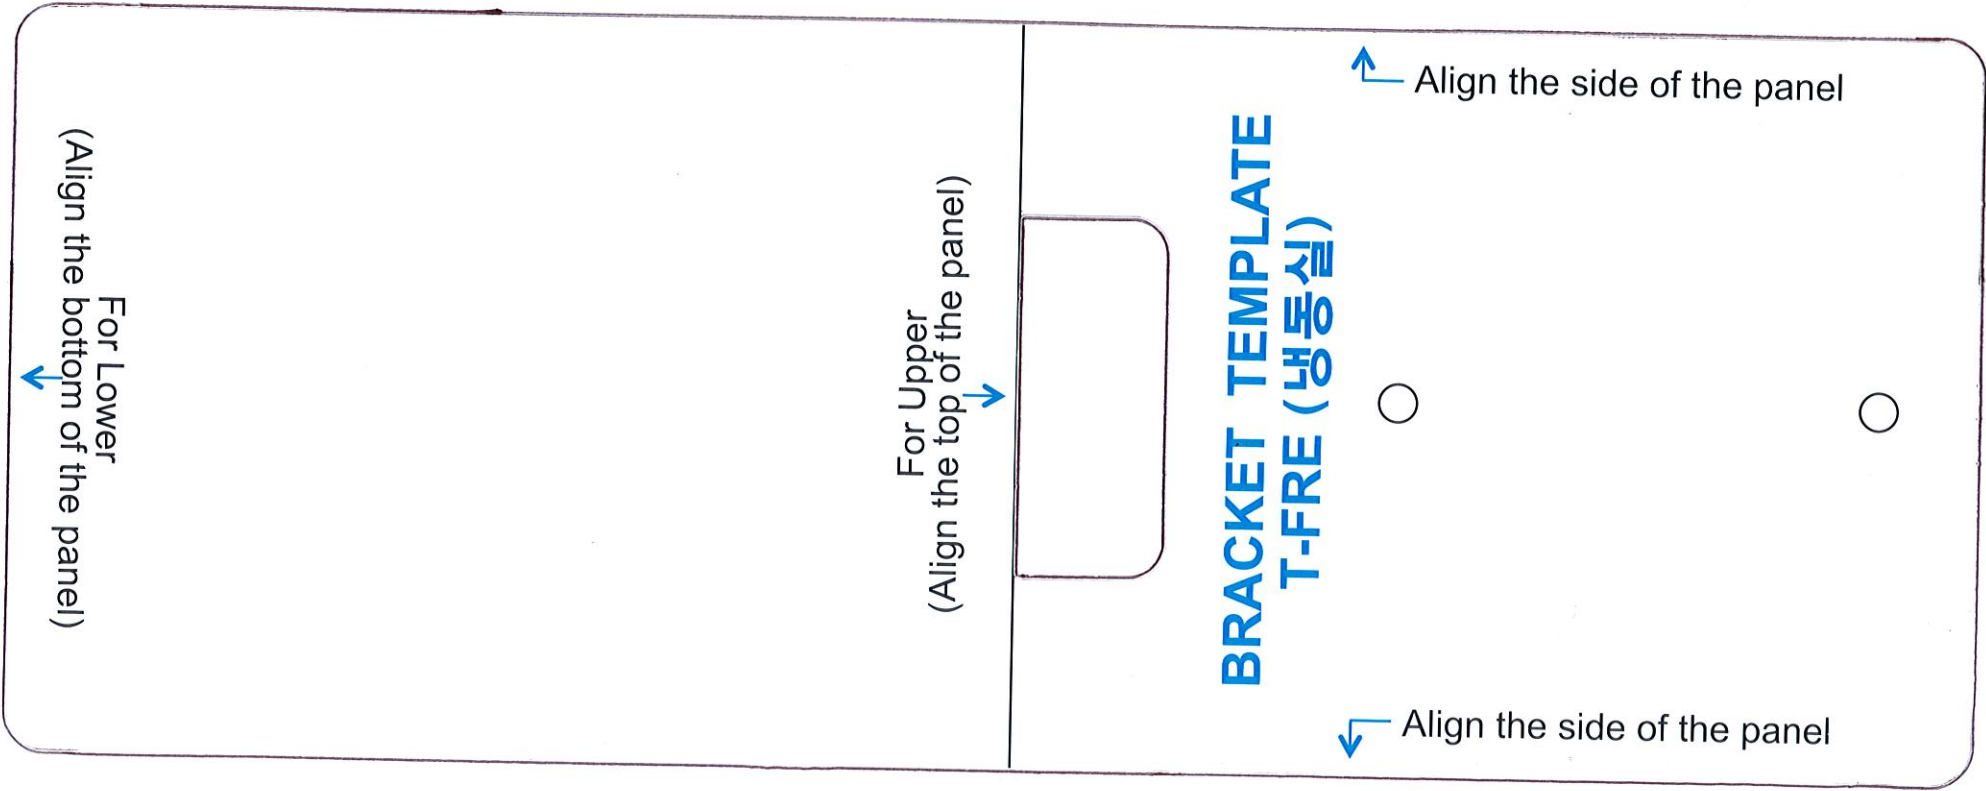 For Lower
(Align the bottom of the panel)
For Upper
(Align the top of the panel)
BRACKET TEMPLATE
T-FRE (냉동실)
Align the side of the panel
Align the side of the panel